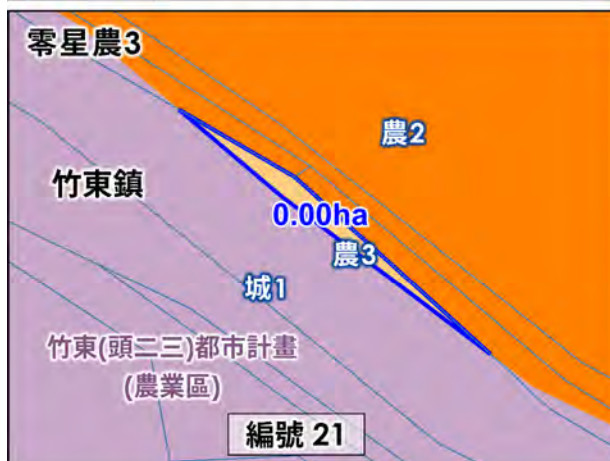 零星農3
農2
竹東鎮
0.00ha
農3
城1
竹東(頭二三)都市計畫
(農業區)
編號 21